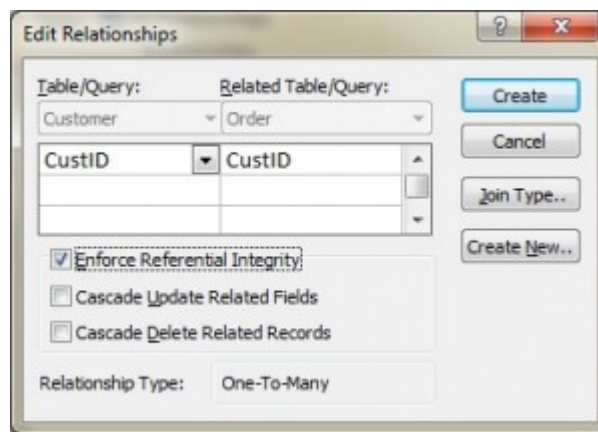 Edit Relationships
Table/Query: Related Table/Query:
Customer Order
CustID CustID
Enforce Referential Integrity
Cascade Update Related Fields
Cascade Delete Related Records
Relationship Type: One-To-Many
Create
Cancel
Join Type..
Create New..